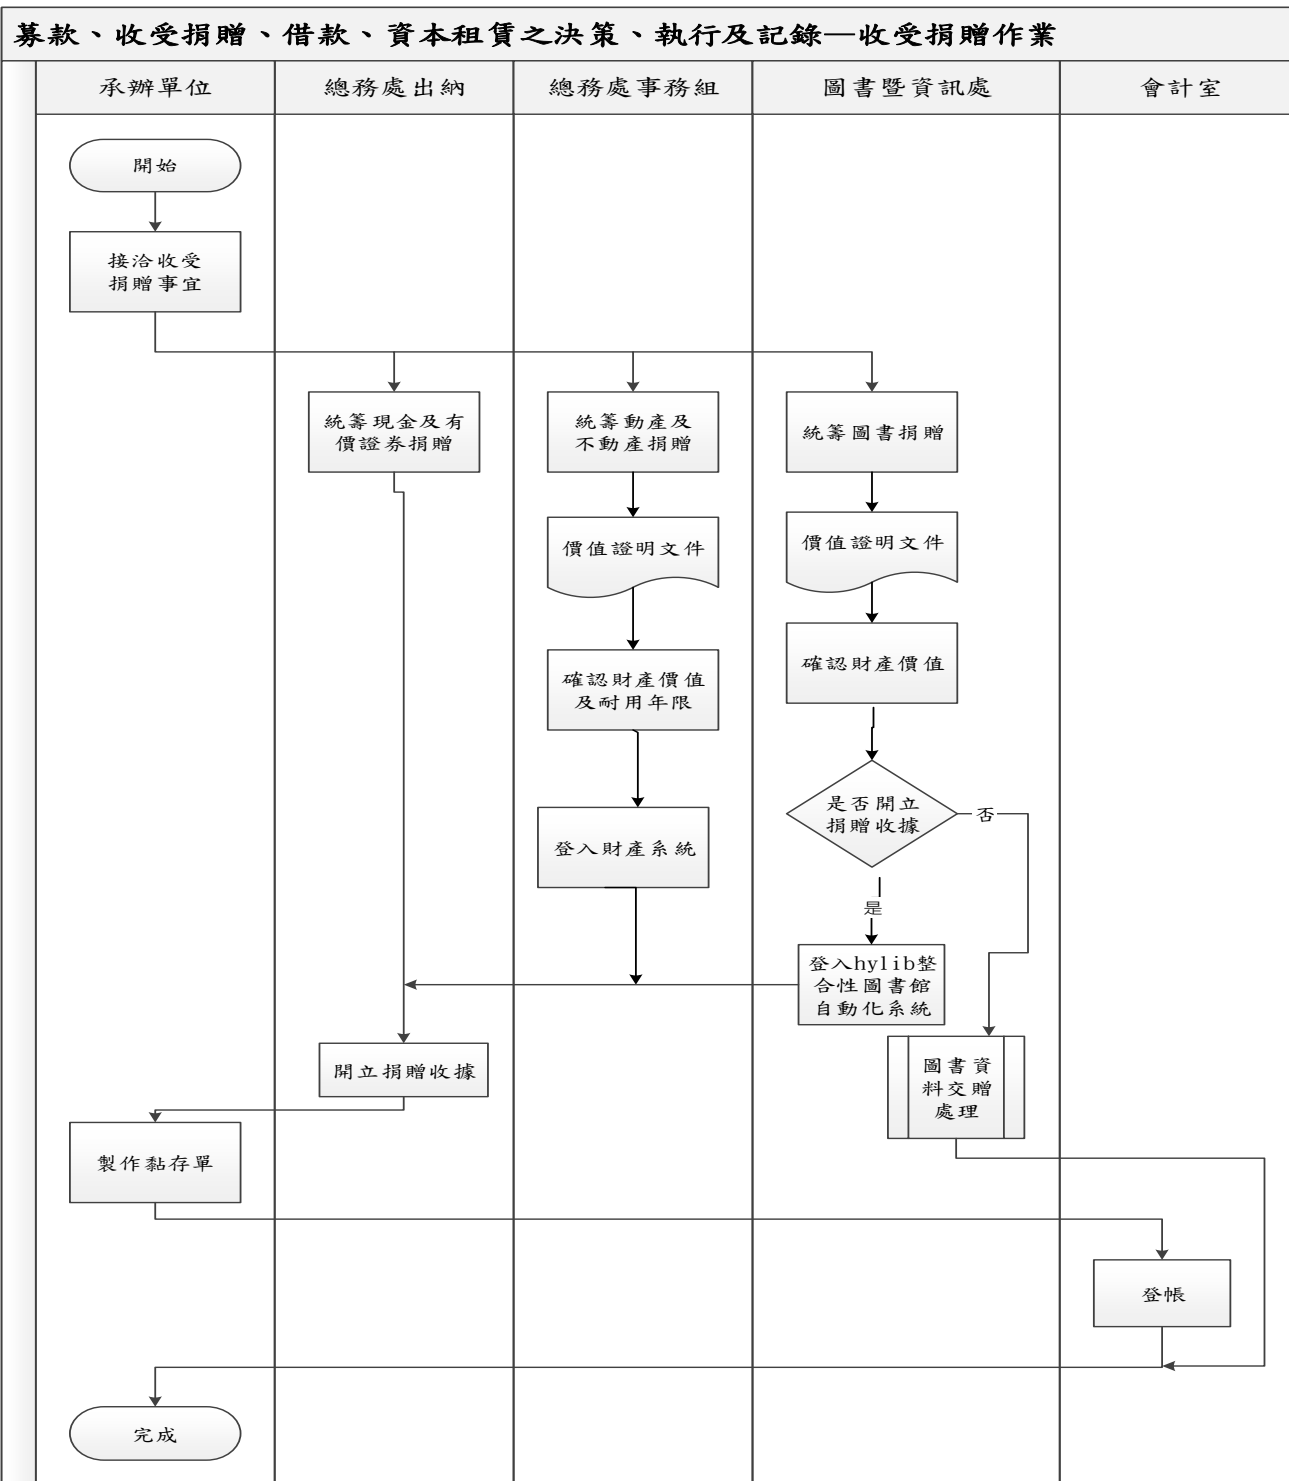 募款、收受捐贈、借款、資本租賃之決策、執行及記錄—收受捐贈作業
承辦單位
總務處出納
總務處事務組
圖書暨資訊處
會計室
開始
接洽收受
捐贈事宜
統籌現金及有
價證券捐贈
統籌動產及
不動產捐贈
統籌圖書捐贈
價值證明文件
價值證明文件
確認財產價值
及耐用年限
確認財產價值
是否開立
捐贈收據
否
登入財產系統
是
登入hylib整
合性圖書館
自動化系統
開立捐贈收據
圖書資
料交贈
處理
製作黏存單
登帳
完成